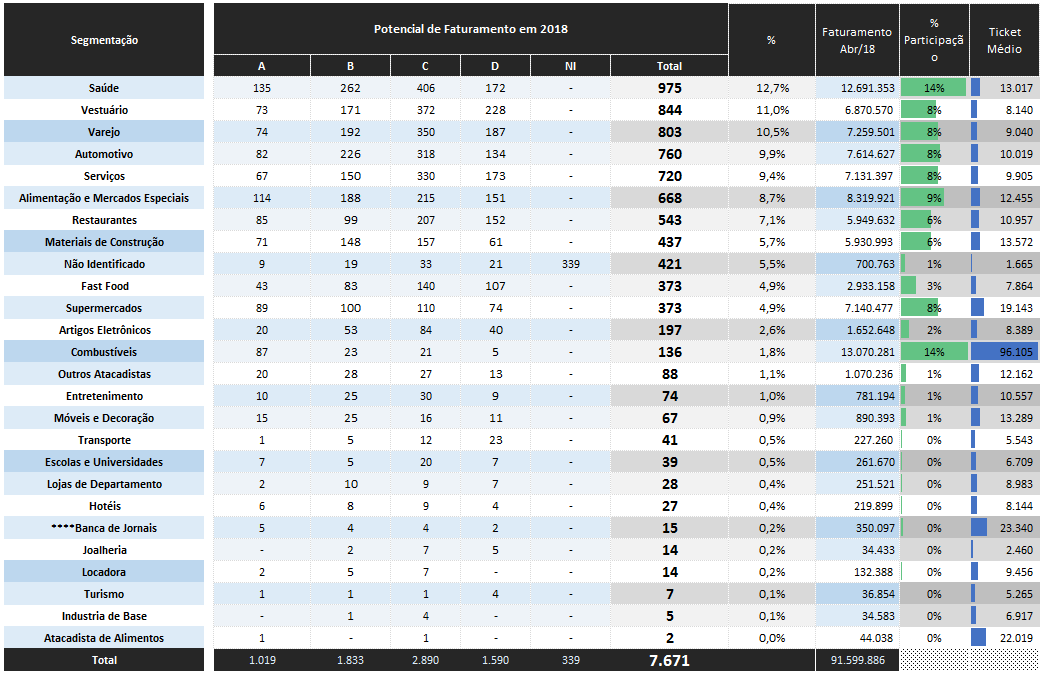 Segmentação Potencial de Faturamento em 2018 % Faturamento Abr/18 % Participaçã o Ticket Médio
A B C D NI Total
Saúde 135 262 406 172 - 975 12,7% 12.691.353 14% 13.017
Vestuário 73 171 372 228 - 844 11,0% 6.870.570 8% 8.140
Varejo 74 192 350 187 - 803 10,5% 7.259.501 8% 9.040
Automotivo 82 226 318 134 - 760 9,9% 7.614.627 8% 10.019
Serviços 67 150 330 173 - 720 9,4% 7.131.397 8% 9.905
Alimentação e Mercados Especiais 114 188 215 151 - 668 8,7% 8.319.921 9% 12.455
Restaurantes 85 99 207 152 - 543 7,1% 5.949.632 6% 10.957
Materiais de Construção 71 148 157 61 - 437 5,7% 5.930.993 6% 13.572
Não Identificado 9 19 33 21 339 421 5,5% 700.763 1% 1.665
Fast Food 43 83 140 107 - 373 4,9% 2.933.158 3% 7.864
Supermercados 89 100 110 74 - 373 4,9% 7.140.477 8% 19.143
Artigos Eletrônicos 20 53 84 40 - 197 2,6% 1.652.648 2% 8.389
Combustíveis 87 23 21 5 - 136 1,8% 13.070.281 14% 96.105
Outros Atacadistas 20 28 27 13 - 88 1,1% 1.070.236 1% 12.162
Entretenimento 10 25 30 9 - 74 1,0% 781.194 1% 10.557
Móveis e Decoração 15 25 16 11 - 67 0,9% 890.393 1% 13.289
Transporte 1 5 12 23 - 41 0,5% 227.260 0% 5.543
Escolas e Universidades 7 5 20 7 - 39 0,5% 261.670 0% 6.709
Lojas de Departamento 2 10 9 7 - 28 0,4% 251.521 0% 8.983
Hotéis 6 8 9 4 - 27 0,4% 219.899 0% 8.144
****Banca de Jornais 5 4 4 2 - 15 0,2% 350.097 0% 23.340
Joalheria - 2 7 5 - 14 0,2% 34.433 0% 2.460
Locadora 2 5 7 - - 14 0,2% 132.388 0% 9.456
Turismo 1 1 1 4 - 7 0,1% 36.854 0% 5.265
Industria de Base - 1 4 - - 5 0,1% 34.583 0% 6.917
Atacadista de Alimentos 1 - 1 - - 2 0,0% 44.038 0% 22.019
Total 1.019 1.833 2.890 1.590 339 7.671 91.599.886